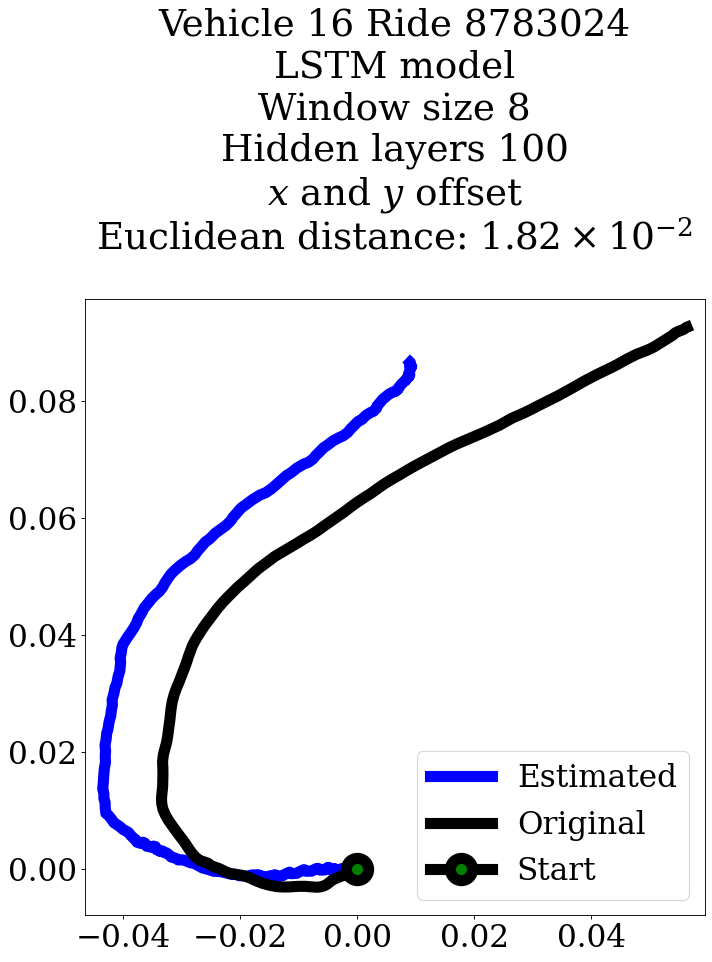 Vehicle 16 Ride 8783024
LSTM model
Window size 8
Hidden layers 100
x and y offset
Euclidean distance: 1.82 × 10⁻²
0.08
0.06
0.04
0.02
0.00
Estimated
Original
Start
−0.04 −0.02 0.00 0.02 0.04